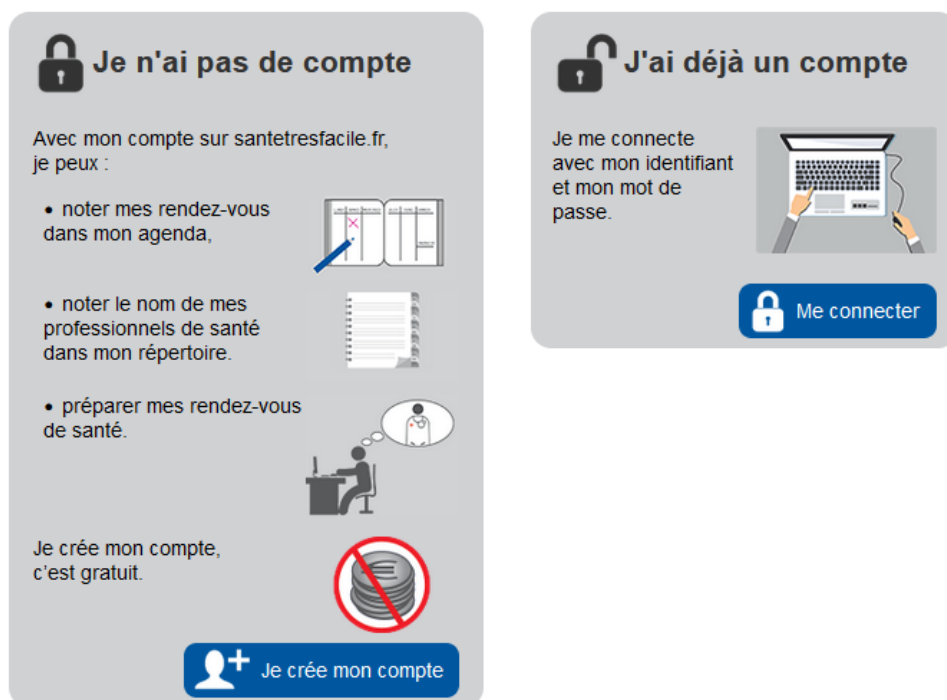 Je n'ai pas de compte
Avec mon compte sur santetresfacile.fr,
je peux :
• noter mes rendez-vous
dans mon agenda,
• noter le nom de mes
professionnels de santé
dans mon répertoire.
• préparer mes rendez-vous
de santé.
Je crée mon compte,
c’est gratuit.
Je crée mon compte
J'ai déjà un compte
Je me connecte
avec mon identifiant
et mon mot de
passe.
Me connecter